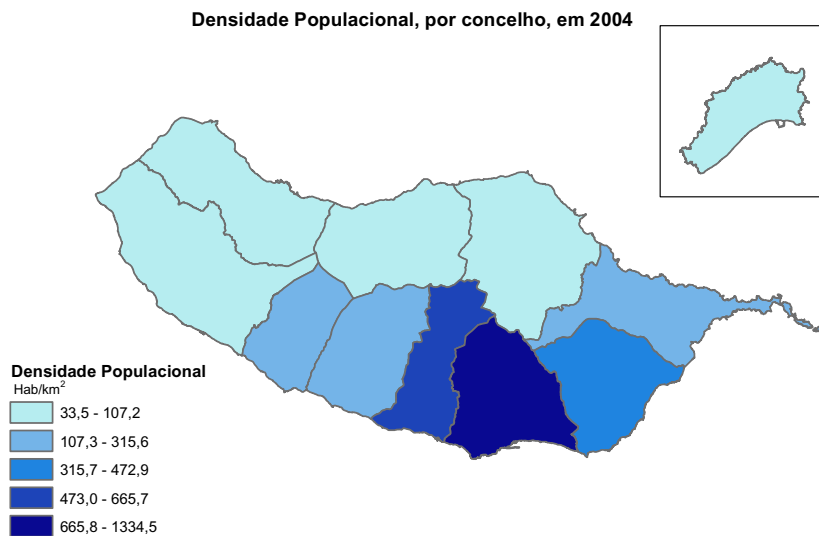 Densidade Populacional, por concelho, em 2004
Densidade Populacional
Hab/km²
33,5 - 107,2
107,3 - 315,6
315,7 - 472,9
473,0 - 665,7
665,8 - 1334,5